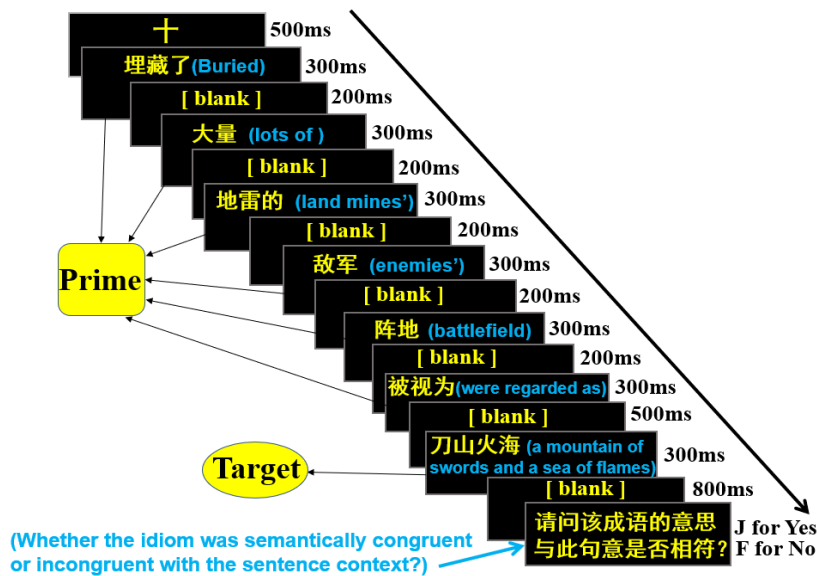 十 500ms
埋藏了(Buried) 300ms
[ blank ] 200ms
大量 (lots of ) 300ms
[ blank ] 200ms
地雷的 (land mines’) 300ms
[ blank ] 200ms
敌军 (enemies’) 300ms
[ blank ] 200ms
Prime
阵地 (battlefield) 300ms
[ blank ] 200ms
被视为(were regarded as) 300ms
[ blank ] 500ms
刀山火海 (a mountain of
swords and a sea of flames) 300ms
Target
[ blank ] 800ms
请问该成语的意思
与此句意是否相符?
J for Yes
F for No
(Whether the idiom was semantically congruent
or incongruent with the sentence context?)